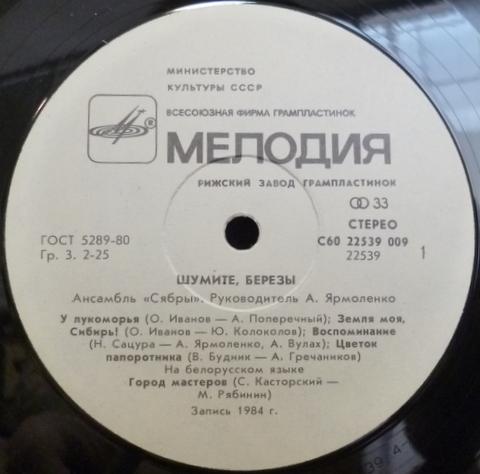 МИНИСТЕРСТВО
КУЛЬТУРЫ СССР
ВСЕСОЮЗНАЯ ФИРМА ГРАМПЛАСТИНОК
® МЕЛОДИЯ
РИЖСКИЙ ЗАВОД ГРАМПЛАСТИНОК
33
СТЕРЕО
ГОСТ 5289-80 С60 22539 009
Гр. 3. 2-25 22539 1
ШУМИТЕ, БЕРЕЗЫ
Ансамбль «Сябры». Руководитель А. Ярмоленко
У лукоморья (О. Иванов — А. Поперечный); Земля моя,
Сибирь! (О. Иванов — Ю. Колоколов); Воспоминание
(Н. Сацура — А. Ярмоленко, А. Вулах); Цветок
папоротника (В. Будник — А. Гречаников)
На белорусском языке
Город мастеров (С. Касторский —
М. Рябинин)
Запись 1984 г.